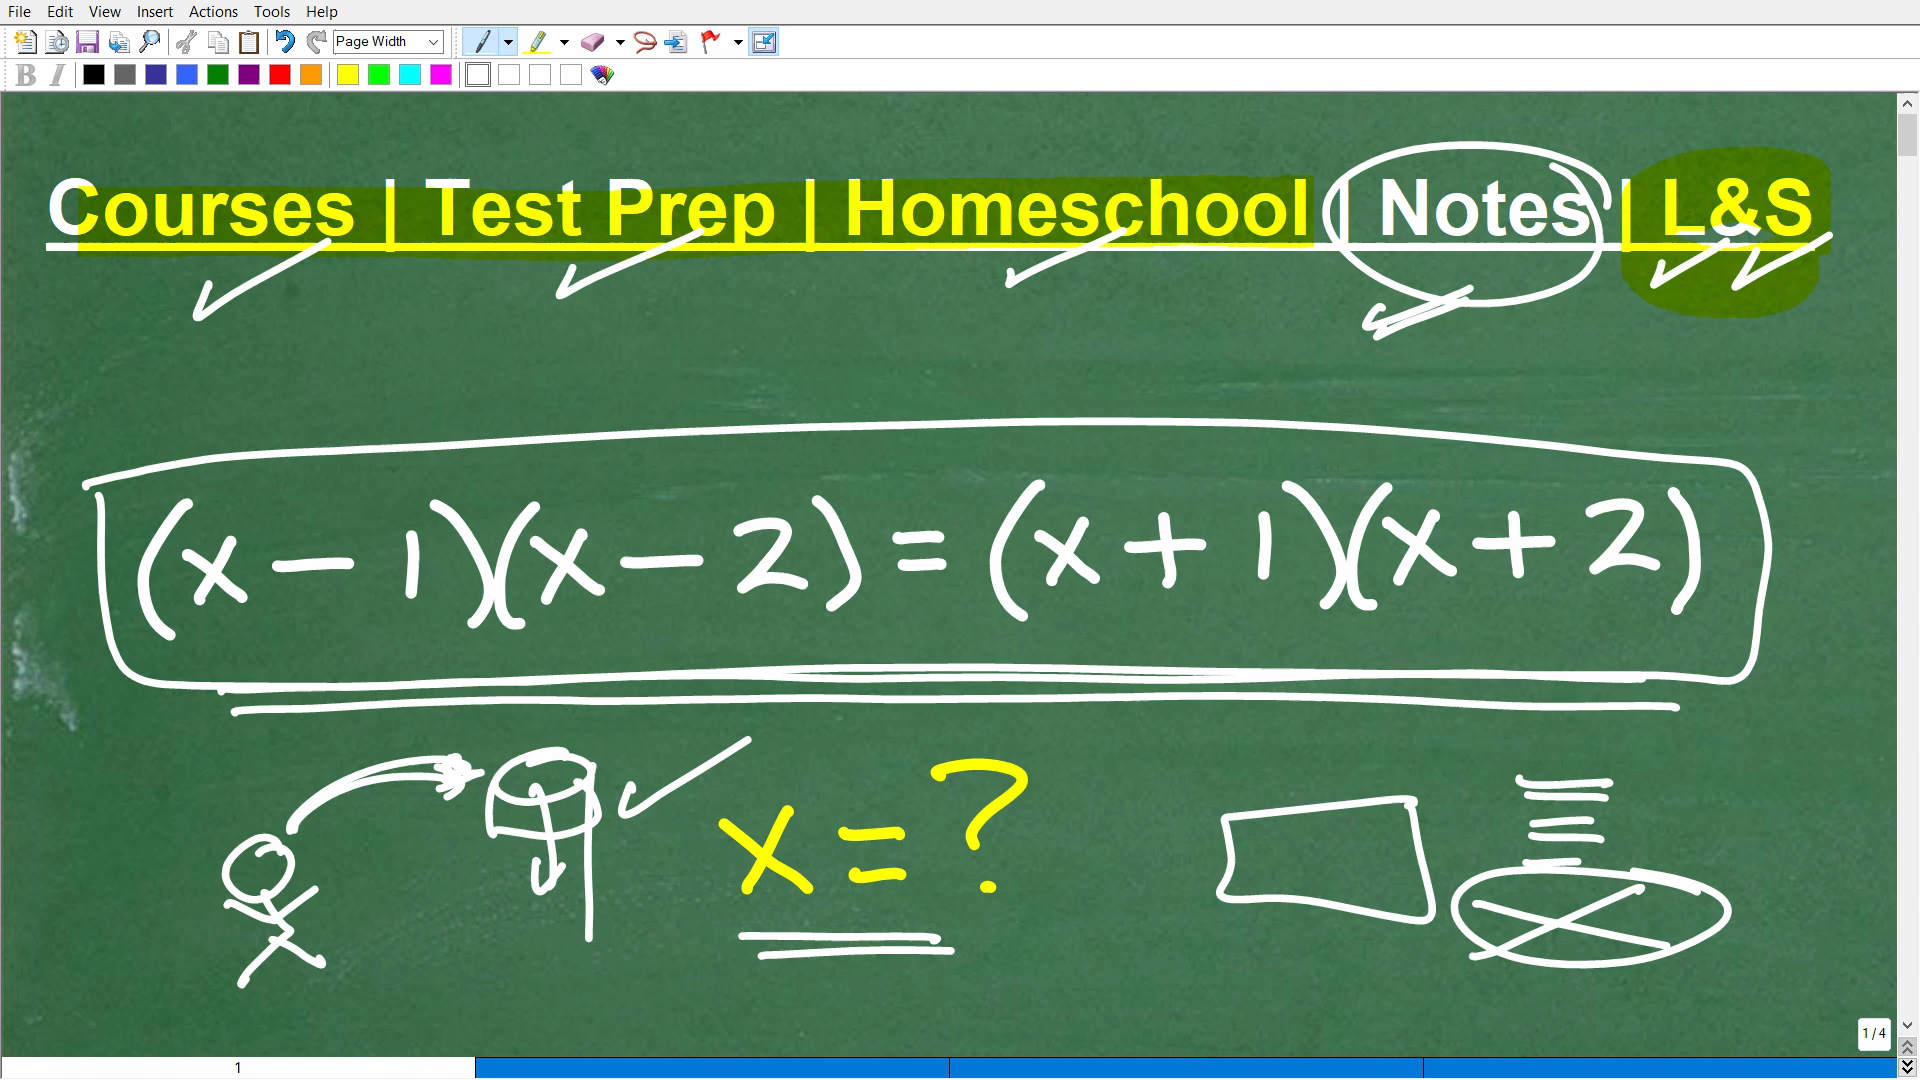 File Edit View Insert Actions Tools Help
Page Width
B I
Courses | Test Prep | Homeschool | Notes | L&S
(x − 1)(x − 2) = (x + 1)(x + 2)
x = ?
1 / 4
1